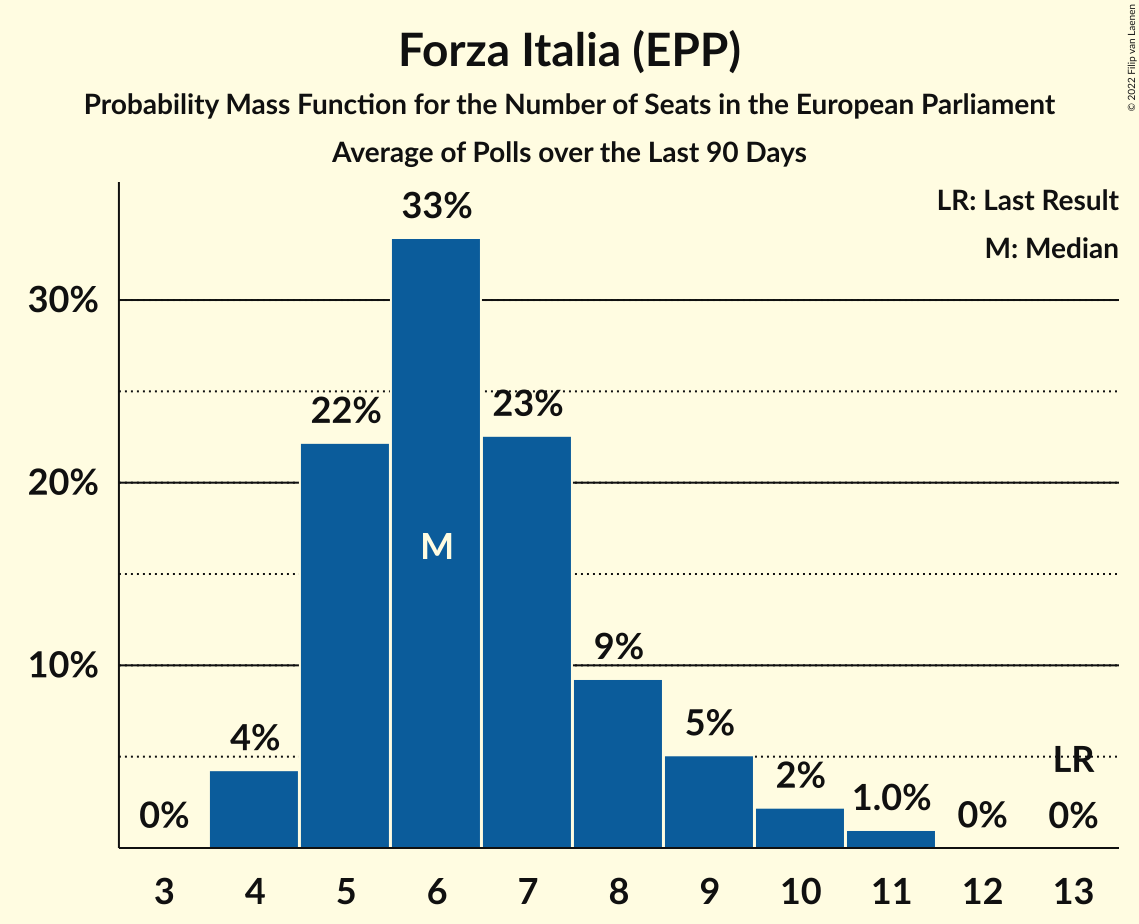 Forza Italia (EPP)
Probability Mass Function for the Number of Seats in the European Parliament
Average of Polls over the Last 90 Days
© 2022 Filip van Laenen
LR: Last Result
M: Median
30%
20%
10%
0%
4%
22%
33%
M
23%
9%
5%
2%
1.0%
0%
LR
0%
3 4 5 6 7 8 9 10 11 12 13